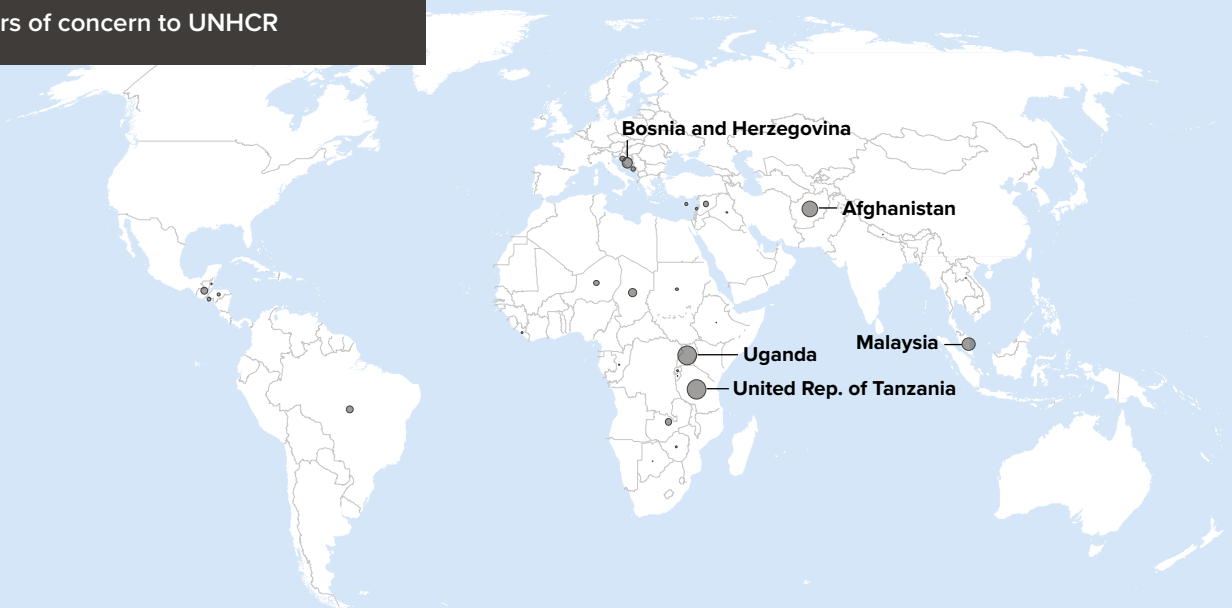 rs of concern to UNHCR
Bosnia and Herzegovina
Afghanistan
Malaysia
Uganda
United Rep. of Tanzania